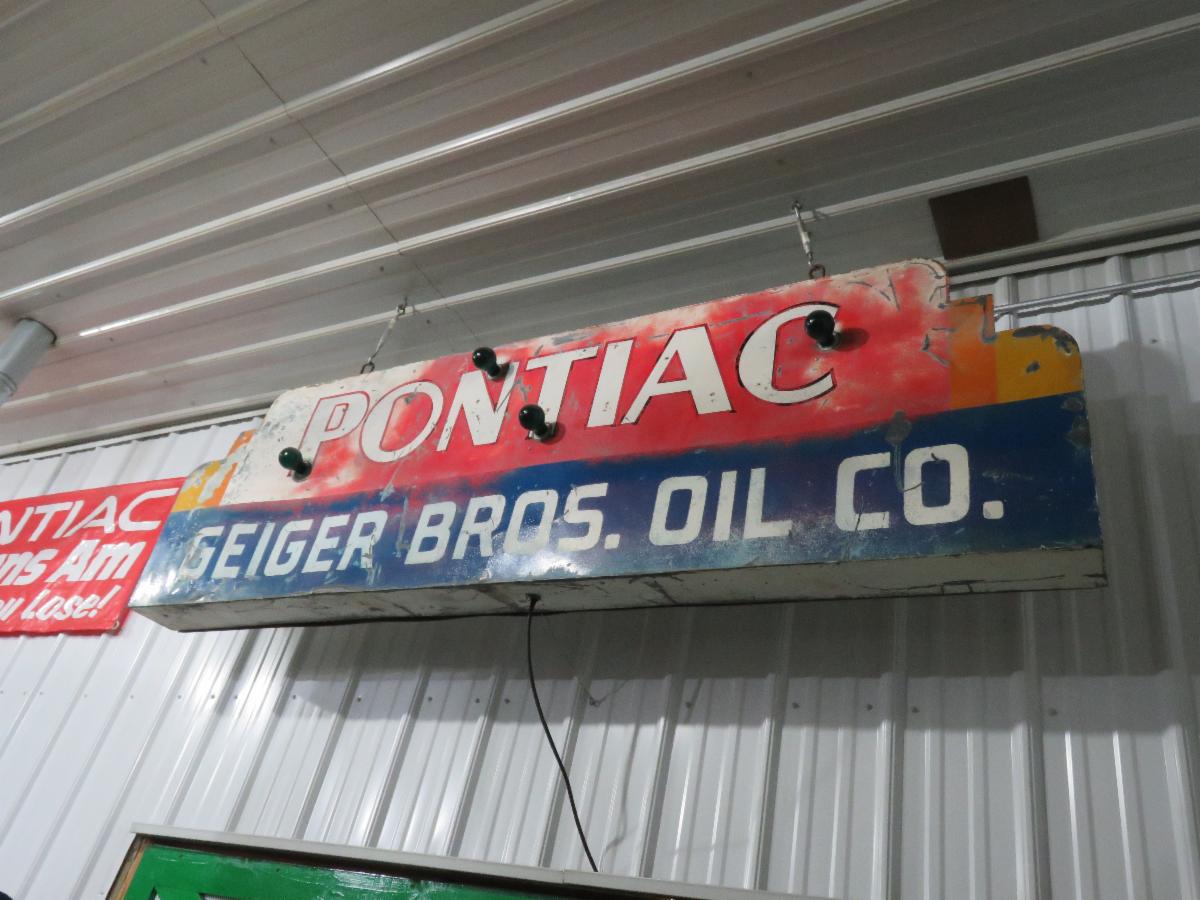 PONTIAC
GEIGER BROS. OIL CO.
NTIAC
ns Am
Lose!